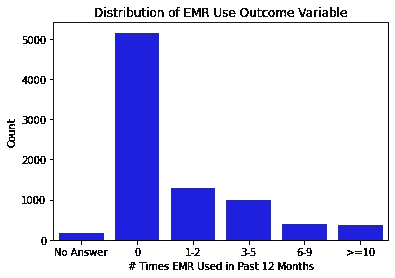 Distribution of EMR Use Outcome Variable
5000
4000
3000
2000
1000
0
Count
No Answer 0 1-2 3-5 6-9 >=10
# Times EMR Used in Past 12 Months